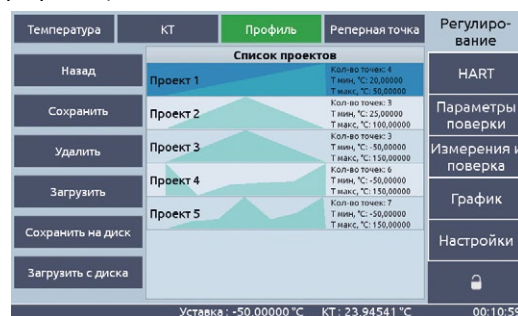 Температура
КТ
Профиль
Реперная точка
Регулиро-
вание
Назад
Сохранить
Удалить
Загрузить
Сохранить на диск
Загрузить с диска
Список проектов
Проект 1
Кол-во точек: 4
Т мин, °C: 20,00000
Т макс, °C: 50,00000
Проект 2
Кол-во точек: 3
Т мин, °C: 25,00000
Т макс, °C: 100,00000
Проект 3
Кол-во точек: 3
Т мин, °C: -50,00000
Т макс, °C: 150,00000
Проект 4
Кол-во точек: 6
Т мин, °C: -50,00000
Т макс, °C: 150,00000
Проект 5
Кол-во точек: 7
Т мин, °C: -50,00000
Т макс, °C: 150,00000
HART
Параметры
поверки
Измерения и
поверка
График
Настройки
Уставка : -50.00000 °C
КТ : 23.94541 °C
00:10:59